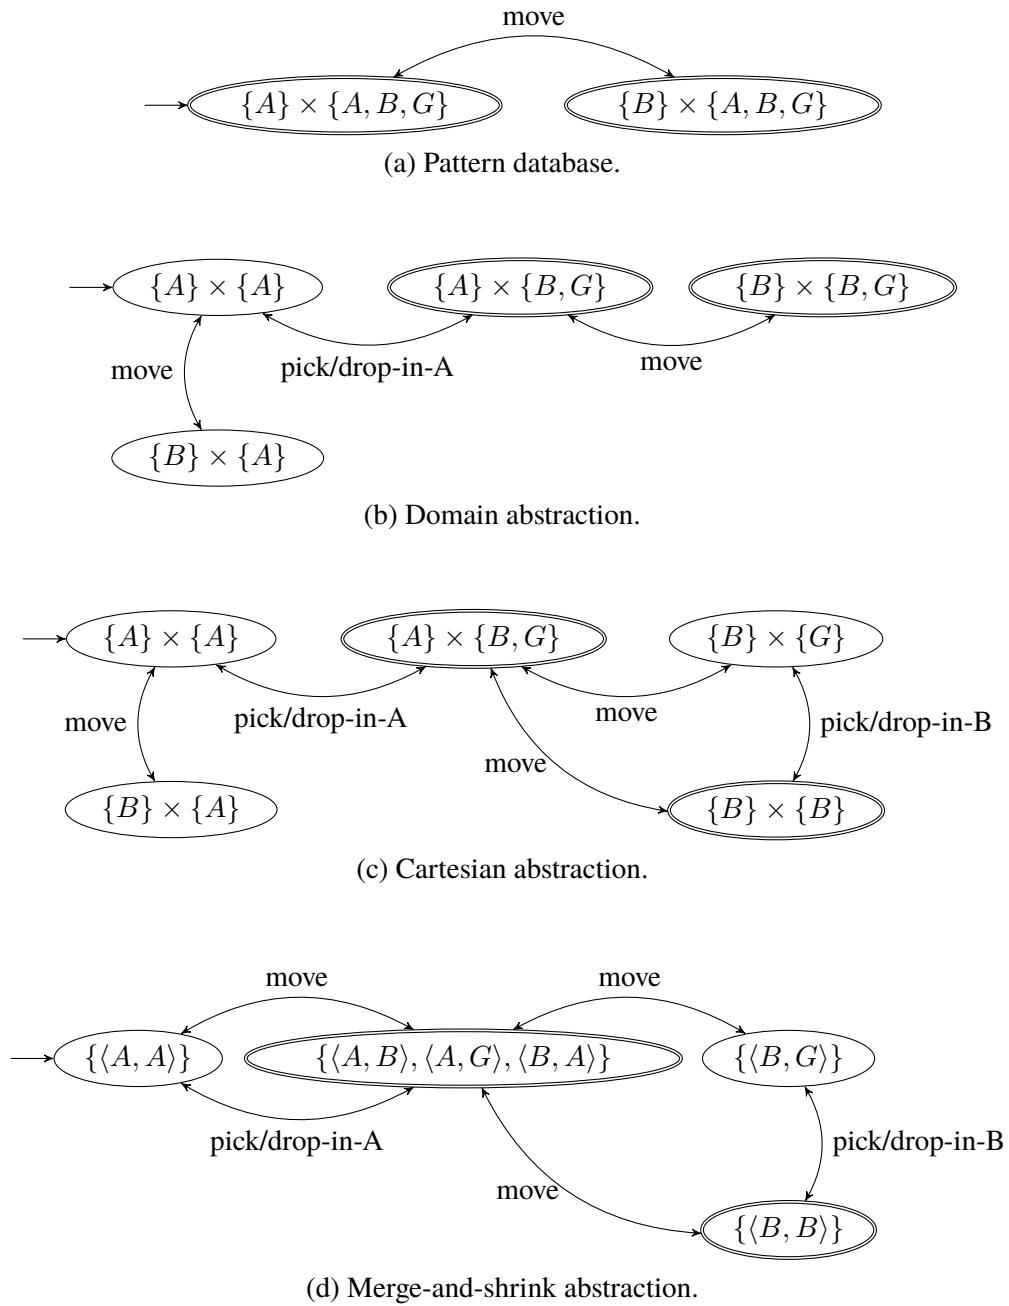 move
{A} × {A, B, G} {B} × {A, B, G}
(a) Pattern database.
{A} × {A} {A} × {B, G} {B} × {B, G}
move pick/drop-in-A move
{B} × {A}
(b) Domain abstraction.
{A} × {A} {A} × {B, G} {B} × {G}
move pick/drop-in-A move pick/drop-in-B
move
{B} × {A} {B} × {B}
(c) Cartesian abstraction.
move move
{⟨A, A⟩} {⟨A, B⟩, ⟨A, G⟩, ⟨B, A⟩} {⟨B, G⟩}
pick/drop-in-A pick/drop-in-B
move
{⟨B, B⟩}
(d) Merge-and-shrink abstraction.